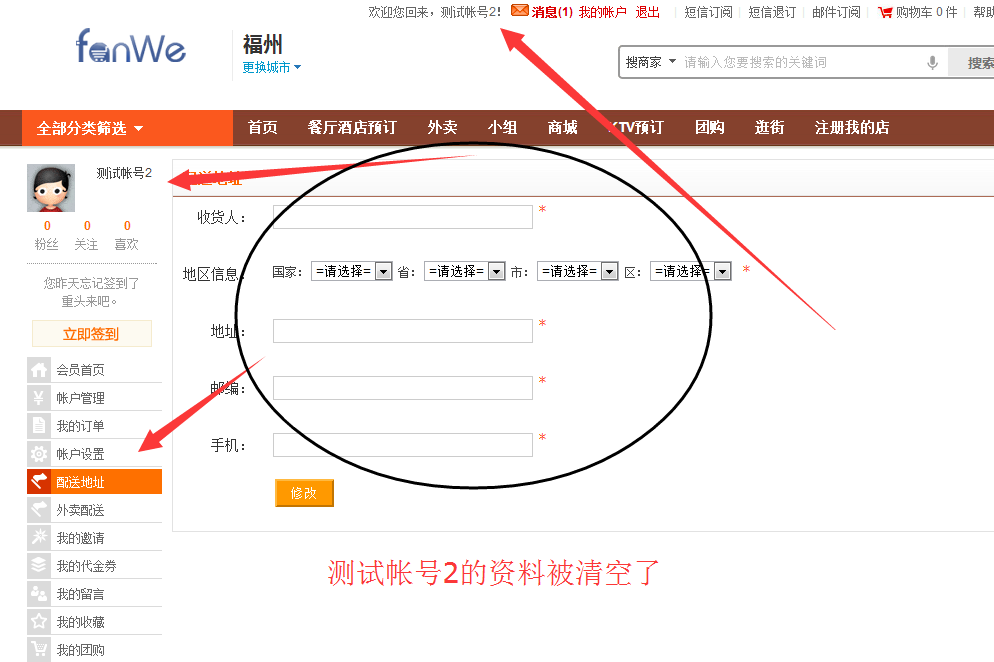 欢迎您回来，测试帐号2! 消息(1) 我的帐户 退出 短信订阅 短信退订 邮件订阅 购物车 0 件 帮助
fanWe
福州
更换城市
搜商家 请输入您要搜索的关键词 搜索
全部分类筛选 首页 餐厅酒店预订 外卖 小组 商城 KTV预订 团购 逛街 注册我的店
测试帐号2
配送地址
0 0 0
粉丝 关注 喜欢
您昨天忘记签到了
重头来吧。
立即签到
收货人：  *
地区信息： 国家： =请选择= 省： =请选择= 市： =请选择= 区： =请选择= *
地址：  *
邮编：  *
手机：  *
修改
会员首页
¥ 帐户管理
我的订单
帐户设置
配送地址
外卖配送
我的邀请
我的代金券
我的留言
我的收藏
我的团购
测试帐号2的资料被清空了